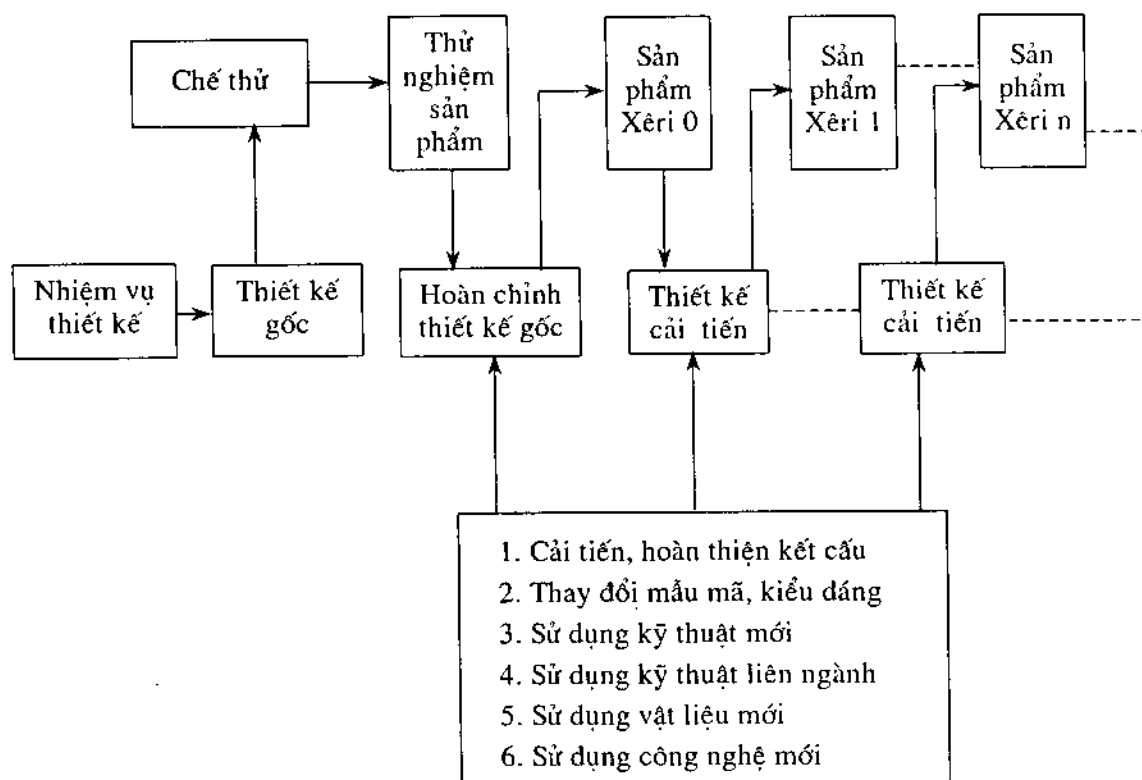 Chế thử
Thử
nghiệm
sản
phẩm
Sản
phẩm
Xêri 0
Sản
phẩm
Xêri 1
Sản
phẩm
Xêri n
Nhiệm vụ
thiết kế
Thiết kế
gốc
Hoàn chỉnh
thiết kế gốc
Thiết kế
cải tiến
Thiết kế
cải tiến
1. Cải tiến, hoàn thiện kết cấu
2. Thay đổi mẫu mã, kiểu dáng
3. Sử dụng kỹ thuật mới
4. Sử dụng kỹ thuật liên ngành
5. Sử dụng vật liệu mới
6. Sử dụng công nghệ mới